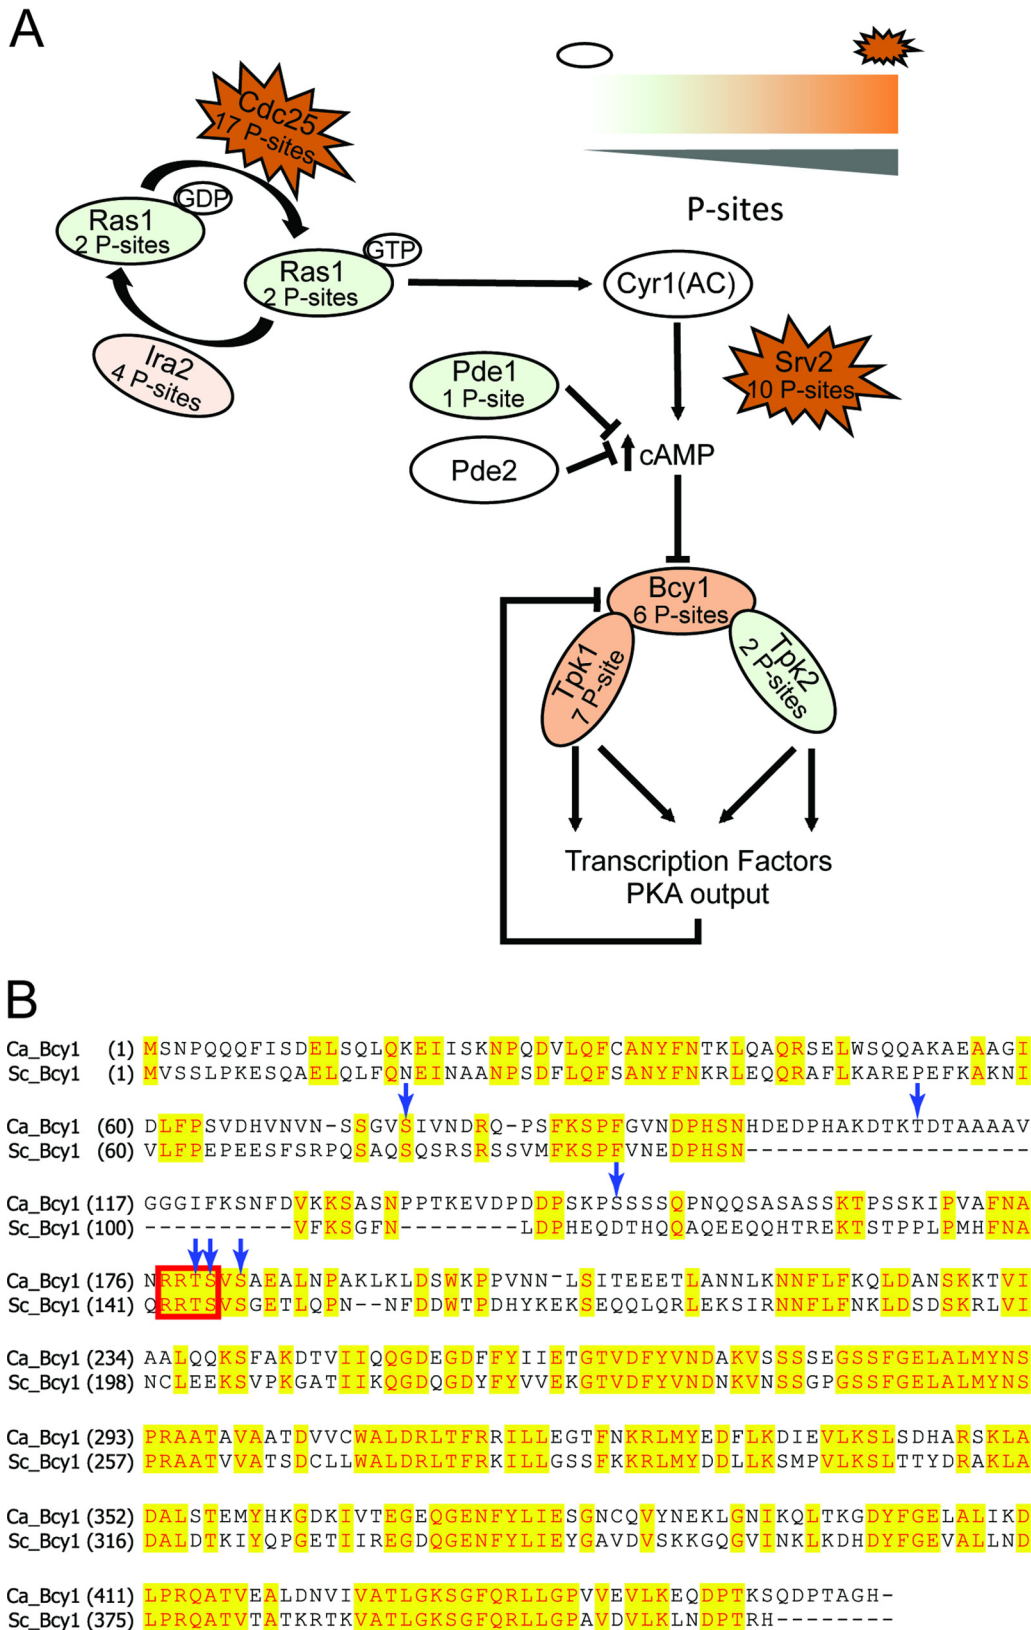 A
Cdc25
17 P-sites
GDP
Ras1
2 P-sites
GTP
Ras1
2 P-sites
Ira2
4 P-sites
P-sites
Cyr1(AC)
Srv2
10 P-sites
Pde1
1 P-site
Pde2
cAMP
Bcy1
6 P-sites
Tpk1
7 P-site
Tpk2
2 P-sites
Transcription Factors
PKA output
B
Ca_Bcy1 (1) MSNPQQQFISDELSQLQKEIISKNPQDVLQFCANYFNTKLQAQRSELWSQQAKAEAAGI
Sc_Bcy1 (1) MVSSLPKESQAELQLFQNEINAANPSDFLQFSANYFNKRLEQQRAFLKAREPEFKAKNI
Ca_Bcy1 (60) DLFPSVDHVNVN-SSGVSIVNDRQ-PSFKSPFGVNDPHSNHDEDPHAKDTKTDTAAAAV
Sc_Bcy1 (60) VLFPEPEESFSRPQSAQSQSRSRSSVMFKSPFVNEDPHSN-------------------
Ca_Bcy1 (117) GGGIFKSNFDVKKSASNPPTKEVDPDDPSKPSSSSQPNQQSASASSKTPSSKIPVAFNA
Sc_Bcy1 (100) ----------VFKSGFN--------LDPHEQDTHQQAQEEQQHTREKTSTPPLPMHFNA
Ca_Bcy1 (176) NRRTSVSAEALNPAKLKLDSWKPPVNN-LSITEEETLANNLKNNFLFKQLDANSKKTVI
Sc_Bcy1 (141) QRRTSVSGETLQPN--NFDDWTPDHYKEKSEQQLQRLEKSIRNNFLFNKLDSDSKRLVI
Ca_Bcy1 (234) AALQQKSFAKDTVIIQQGDEGDFFYIIETGTVDFYVNDAKVSSSSEGSSFGELALMYNS
Sc_Bcy1 (198) NCLEEKSVPKGATIIKQGDQGDYFYVVEKGTVDFYVNDNKVNSSGPGSSFGELALMYNS
Ca_Bcy1 (293) PRAATAVAATDVVCWALDRLTFRRILLEGTFNKRLMYEDFLKDIEVLKSLSDHARSKLA
Sc_Bcy1 (257) PRAATVVATSDCLLWALDRLTFRKILLGSSFKKRLMYDDLLKSMPVLKSLTTYDRAKLA
Ca_Bcy1 (352) DALSTEMYHKGDKIVTEGEQGENFYLIESGNCQVYNEKLGNIKQLTKGDYFGELALIKD
Sc_Bcy1 (316) DALDTKIYQPGETIIREGDQGENFYLIEYGAVDVSKKGQGVINKLKDHDYFGEVALLND
Ca_Bcy1 (411) LPRQATVEALDNVIVATLGKSGFQRLLGPVVEVLKEQDPTKSQDPTAGH-
Sc_Bcy1 (375) LPRQATVTATKRTKVATLGKSGFQRLLGPAVDVLKLNDPTRH--------